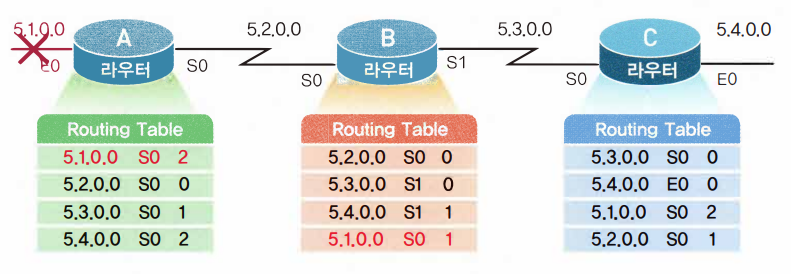 5.1.0.0 A 5.2.0.0 B 5.3.0.0 C 5.4.0.0
E0 라우터 S0 S0 라우터 S1 S0 라우터 E0
Routing Table
5.1.0.0 S0 2
5.2.0.0 S0 0
5.3.0.0 S0 1
5.4.0.0 S0 2
Routing Table
5.2.0.0 S0 0
5.3.0.0 S1 0
5.4.0.0 S1 1
5.1.0.0 S0 1
Routing Table
5.3.0.0 S0 0
5.4.0.0 E0 0
5.1.0.0 S0 2
5.2.0.0 S0 1